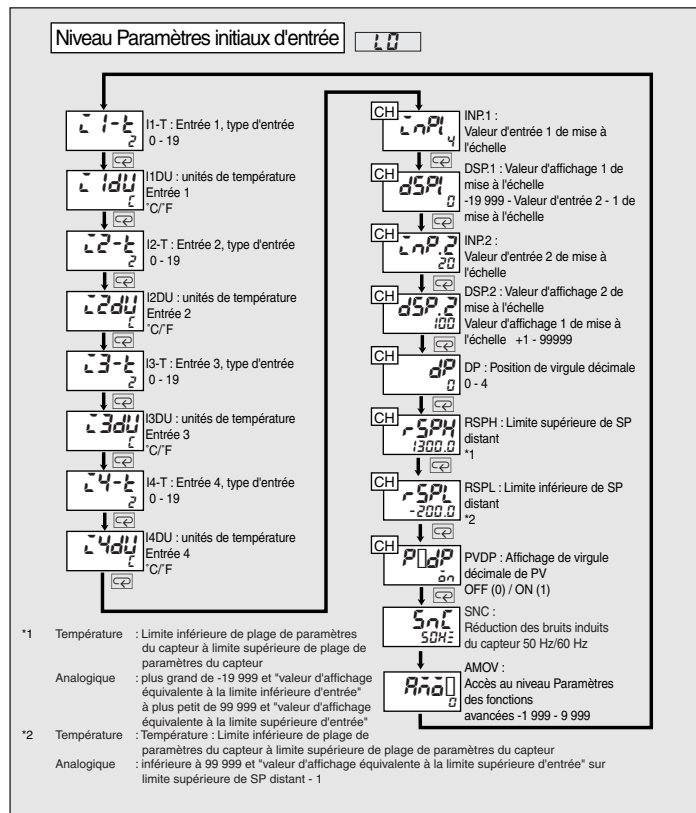 Niveau Paramètres initiaux d'entrée
L0
I1-T : Entrée 1, type d'entrée
0 - 19
2
I1DU : unités de température
Entrée 1
˚C/˚F
I2-T : Entrée 2, type d'entrée
0 - 19
2
I2DU : unités de température
Entrée 2
˚C/˚F
I3-T : Entrée 3, type d'entrée
0 - 19
2
I3DU : unités de température
Entrée 3
˚C/˚F
I4-T : Entrée 4, type d'entrée
0 - 19
2
I4DU : unités de température
Entrée 4
˚C/˚F
CH
INP.1 :
Valeur d'entrée 1 de mise à
l'échelle
4
CH
DSP.1 : Valeur d'affichage 1 de
mise à l'échelle
-19 999 - Valeur d'entrée 2 - 1 de
mise à l'échelle
0
CH
INP.2 :
Valeur d'entrée 2 de mise à
l'échelle
20
CH
DSP.2 : Valeur d'affichage 2 de
mise à l'échelle
Valeur d'affichage 1 de mise à
l'échelle +1 - 99999
100
CH
DP : Position de virgule décimale
0 - 4
0
CH
RSPH : Limite supérieure de SP
distant
*1
1300.0
CH
RSPL : Limite inférieure de SP
distant
*2
-200.0
CH
PVDP : Affichage de virgule
décimale de PV
OFF (0) / ON (1)
on
SNC :
Réduction des bruits induits
du capteur 50 Hz/60 Hz
50HZ
AMOV :
Accès au niveau Paramètres
des fonctions
avancées -1 999 - 9 999
0
*1 Température : Limite inférieure de plage de paramètres
du capteur à limite supérieure de plage de
paramètres du capteur
Analogique : plus grand de -19 999 et "valeur d'affichage
équivalente à la limite inférieure d'entrée"
à plus petit de 99 999 et "valeur d'affichage
équivalente à la limite supérieure d'entrée"
*2 Température : Température : Limite inférieure de plage de
paramètres du capteur à limite supérieure de plage de paramètres du capteur
Analogique : inférieure à 99 999 et "valeur d'affichage équivalente à la limite supérieure d'entrée" sur
limite supérieure de SP distant - 1